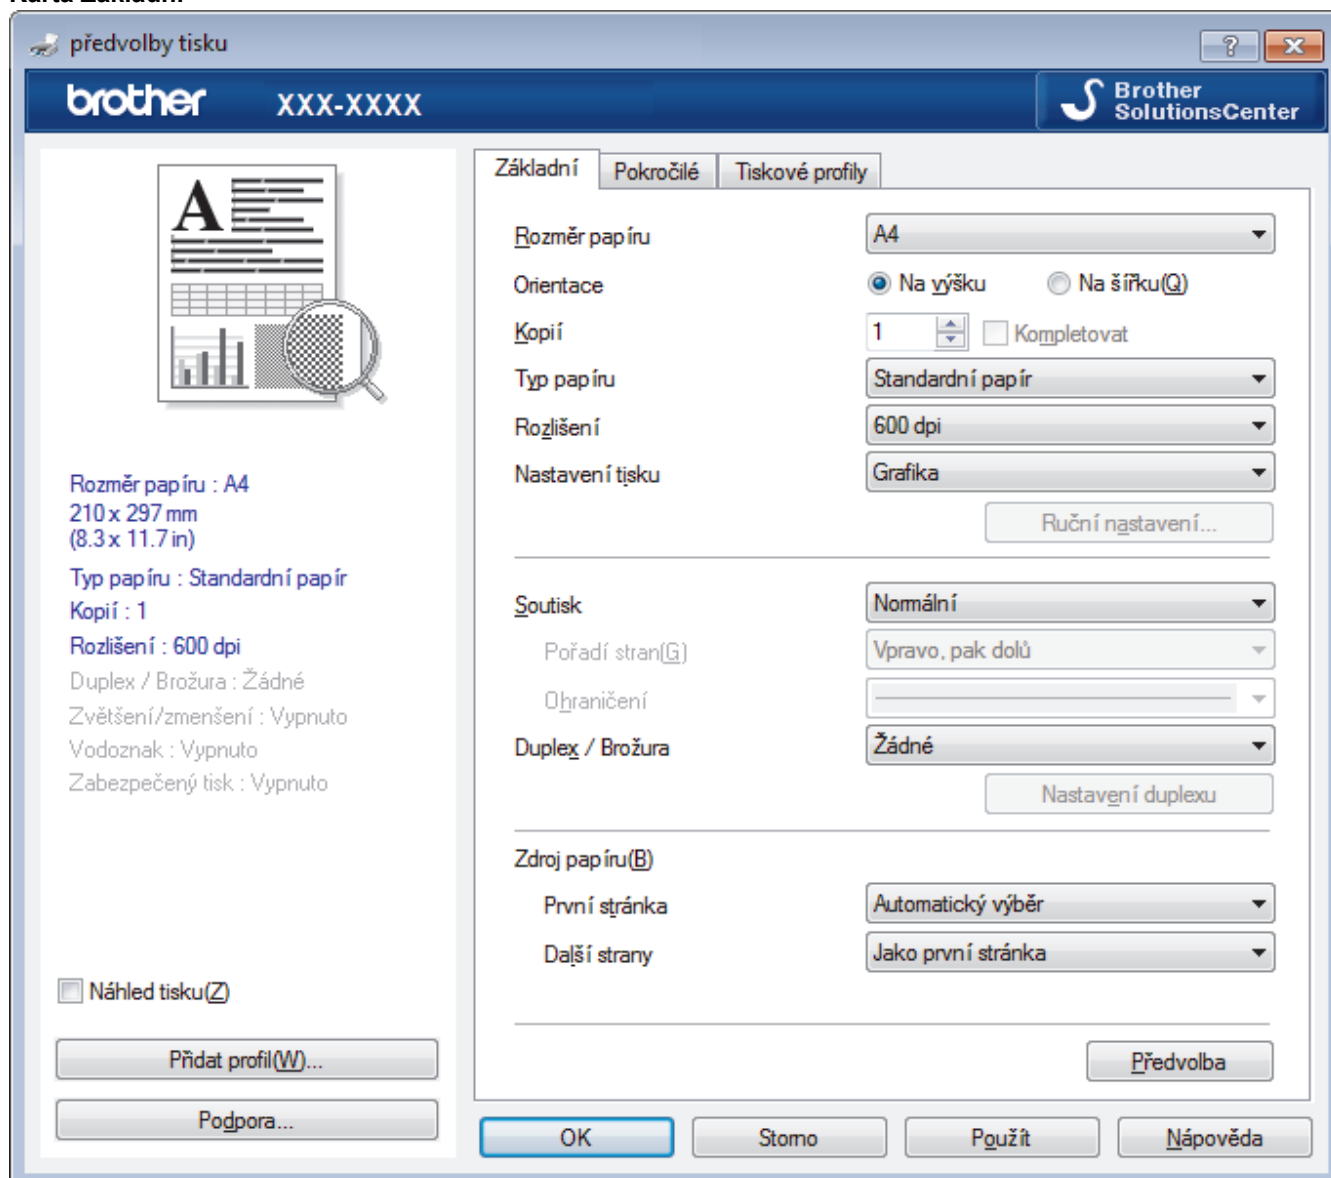 předvolby tisku
brother XXX-XXXX
Brother
SolutionsCenter
A
Rozměr papíru : A4
210 x 297 mm
(8.3 x 11.7 in)
Typ papíru : Standardní papír
Kopií : 1
Rozlišení : 600 dpi
Duplex / Brožura : Žádné
Zvětšení/zmenšení : Vypnuto
Vodoznak : Vypnuto
Zabezpečený tisk : Vypnuto
Náhled tisku(Z)
Přidat profil(W)...
Podpora...
Základní Pokročilé Tiskové profily
Rozměr papíru A4
Orientace Na výšku Na šířku(Q)
Kopií 1 Kompletovat
Typ papíru Standardní papír
Rozlišení 600 dpi
Nastavení tisku Grafika
Ruční nastavení...
Soutisk Normální
Pořadí stran(G) Vpravo, pak dolů
Ohraničení
Duplex / Brožura Žádné
Nastavení duplexu
Zdroj papíru(B)
První stránka Automatický výběr
Další strany Jako první stránka
Předvolba
OK Storno Použít Nápověda